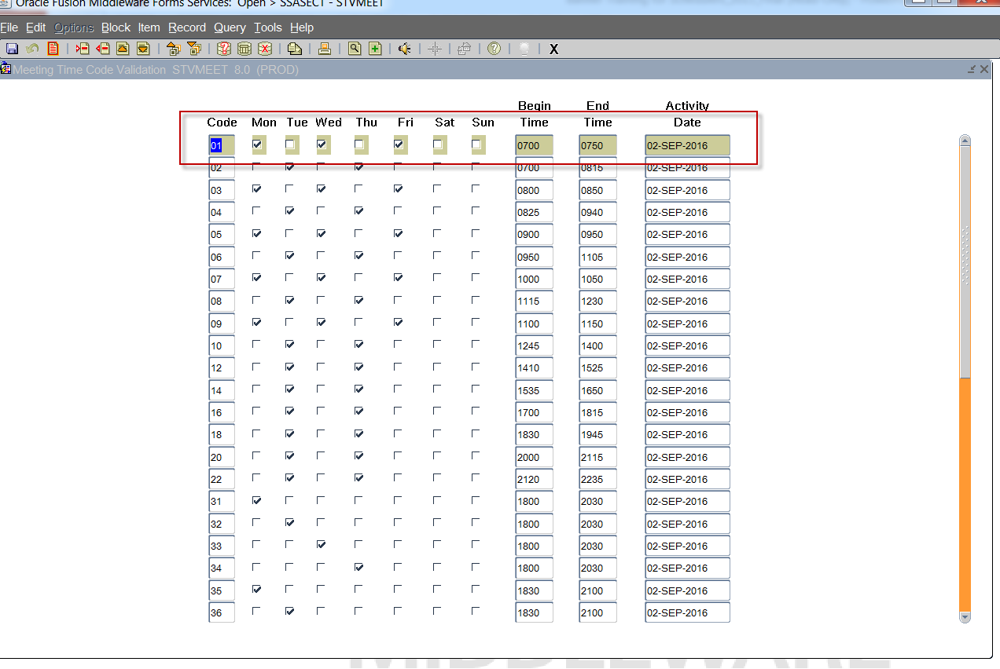 Oracle Fusion Middleware Forms Services: Open > SSASECT - STVMEET
File Edit Options Block Item Record Query Tools Help
X
Meeting Time Code Validation STVMEET 8.0 (PROD)
Begin End Activity
Code Mon Tue Wed Thu Fri Sat Sun Time Time Date
01 0700 0750 02-SEP-2016
02 0700 0815 02-SEP-2016
03 0800 0850 02-SEP-2016
04 0825 0940 02-SEP-2016
05 0900 0950 02-SEP-2016
06 0950 1105 02-SEP-2016
07 1000 1050 02-SEP-2016
08 1115 1230 02-SEP-2016
09 1100 1150 02-SEP-2016
10 1245 1400 02-SEP-2016
12 1410 1525 02-SEP-2016
14 1535 1650 02-SEP-2016
16 1700 1815 02-SEP-2016
18 1830 1945 02-SEP-2016
20 2000 2115 02-SEP-2016
22 2120 2235 02-SEP-2016
31 1800 2030 02-SEP-2016
32 1800 2030 02-SEP-2016
33 1800 2030 02-SEP-2016
34 1800 2030 02-SEP-2016
35 1830 2100 02-SEP-2016
36 1830 2100 02-SEP-2016
MIDDLEWARE